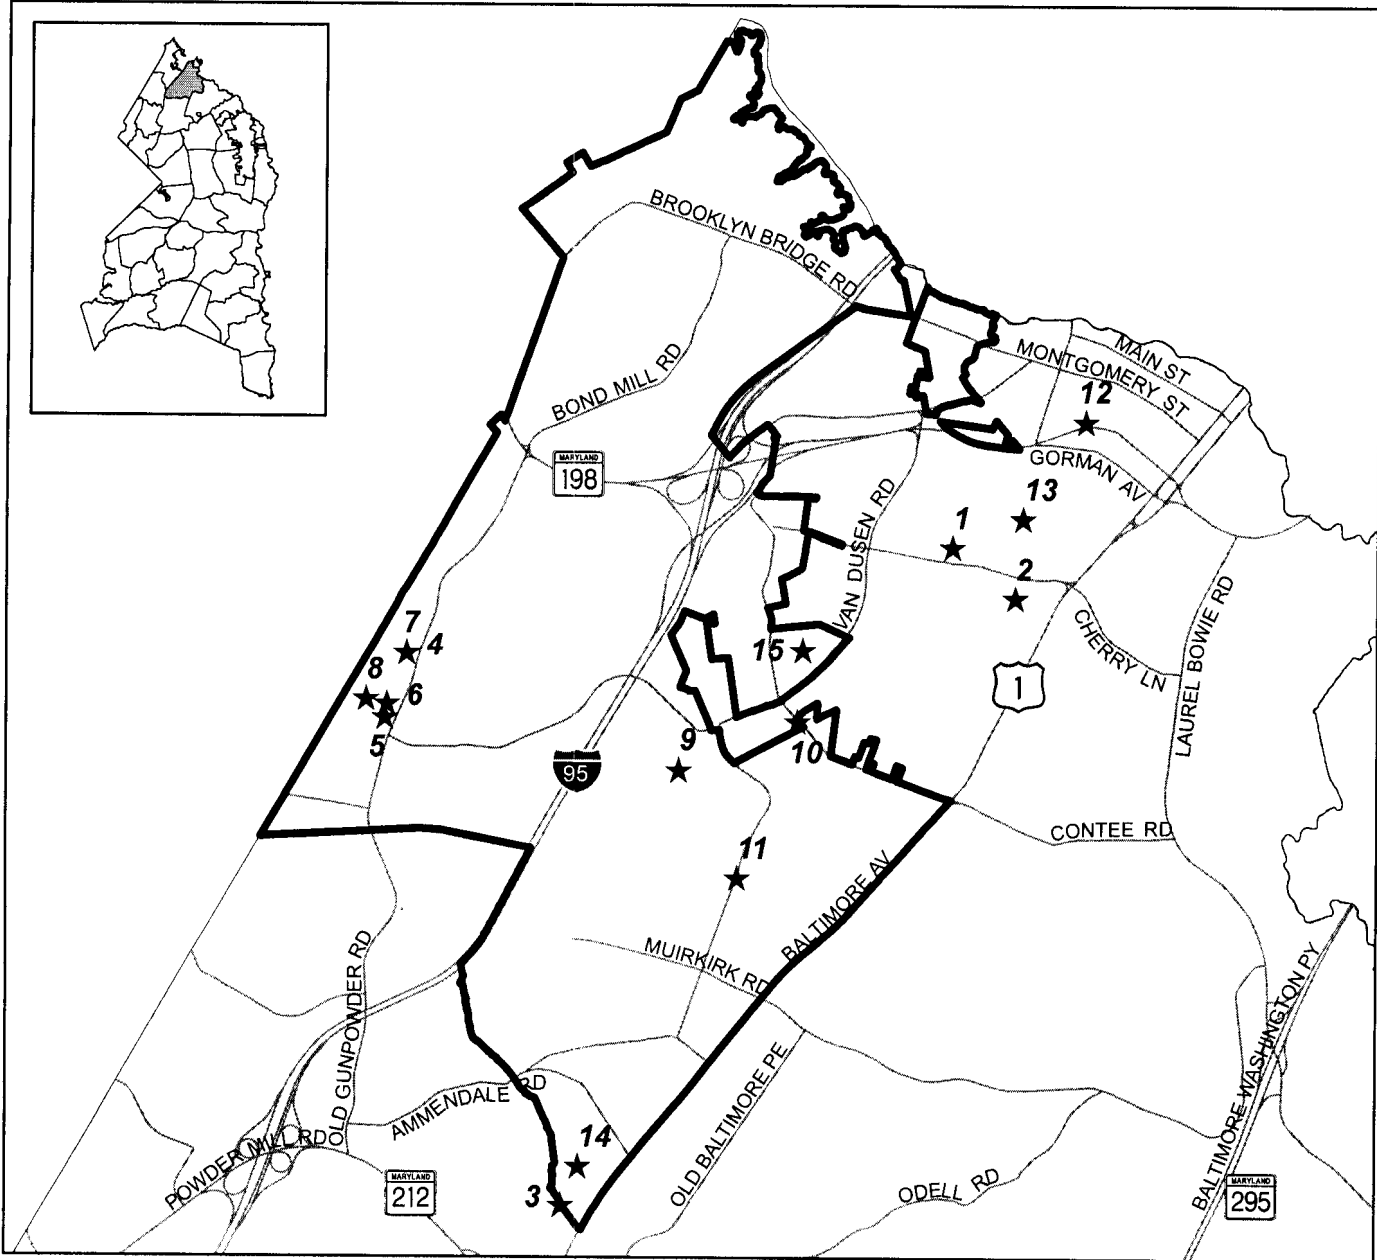 BROOKLYN BRIDGE RD
MAIN ST
MONTGOMERY ST
BOND MILL RD
12
MARYLAND
198
GORMAN AV
VAN DUSEN RD
13
1
2
LAUREL BOWIE RD
CHERRY LN
7
4
8
6
5
15
1
9
10
95
CONTEE RD
11
BALTIMORE AV
MUIRKIRK RD
OLD GUNPOWDER RD
BALTIMORE WASHINGTON PY
OLD BALTIMORE PE
AMMENDALE RD
POWDER MILL RD
14
3
MARYLAND
212
ODELL RD
MARYLAND
295